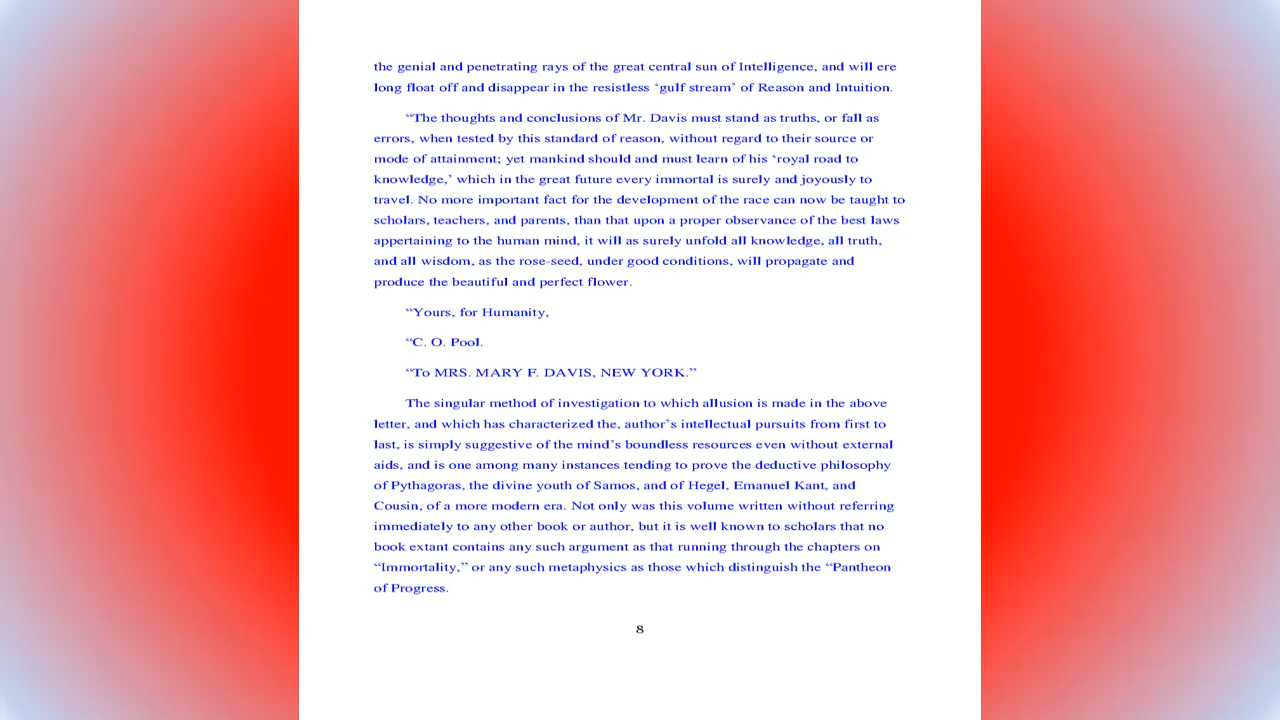 the genial and penetrating rays of the great central sun of Intelligence, and will ere
long float off and disappear in the resistless ‘gulf stream’ of Reason and Intuition.
“The thoughts and conclusions of Mr. Davis must stand as truths, or fall as
errors, when tested by this standard of reason, without regard to their source or
mode of attainment; yet mankind should and must learn of his ‘royal road to
knowledge,’ which in the great future every immortal is surely and joyously to
travel. No more important fact for the development of the race can now be taught to
scholars, teachers, and parents, than that upon a proper observance of the best laws
appertaining to the human mind, it will as surely unfold all knowledge, all truth,
and all wisdom, as the rose-seed, under good conditions, will propagate and
produce the beautiful and perfect flower.
“Yours, for Humanity,
“C. O. Pool.
“To MRS. MARY F. DAVIS, NEW YORK.”
The singular method of investigation to which allusion is made in the above
letter, and which has characterized the, author’s intellectual pursuits from first to
last, is simply suggestive of the mind’s boundless resources even without external
aids, and is one among many instances tending to prove the deductive philosophy
of Pythagoras, the divine youth of Samos, and of Hegel, Emanuel Kant, and
Cousin, of a more modern era. Not only was this volume written without referring
immediately to any other book or author, but it is well known to scholars that no
book extant contains any such argument as that running through the chapters on
“Immortality,” or any such metaphysics as those which distinguish the “Pantheon
of Progress.
8